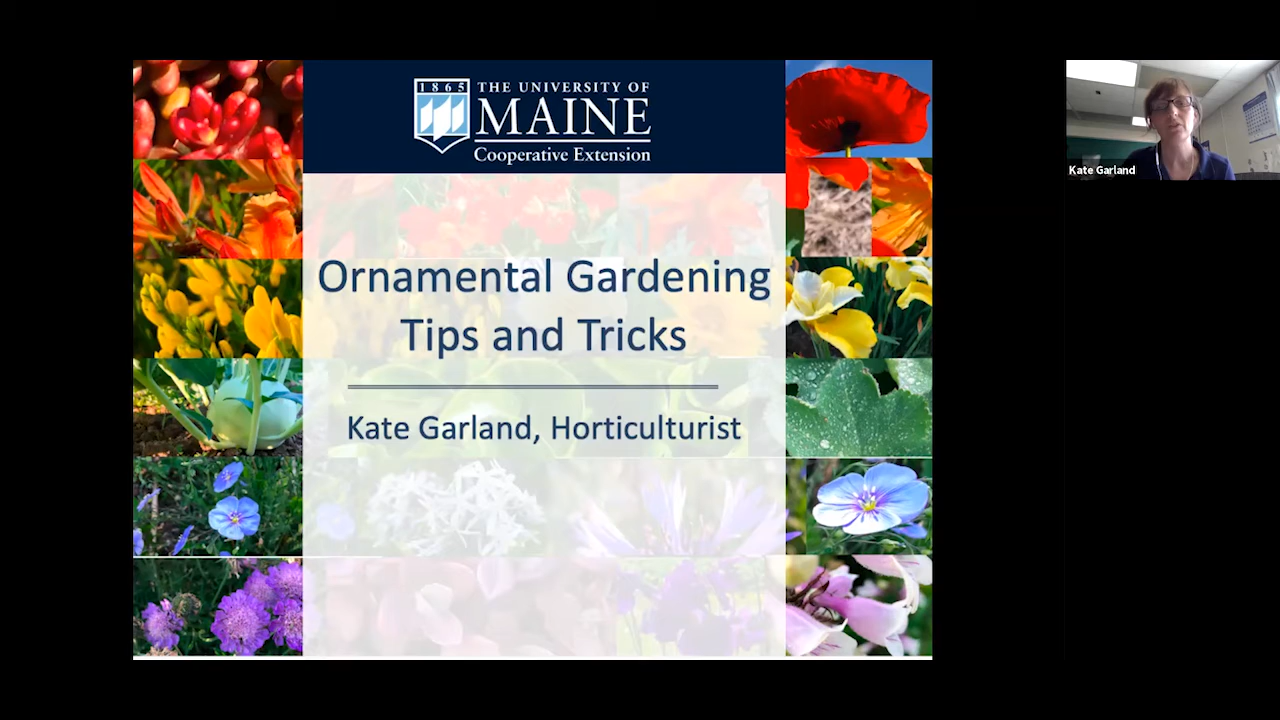 1865
THE UNIVERSITY OF
MAINE
Cooperative Extension
Ornamental Gardening
Tips and Tricks
Kate Garland, Horticulturist
Kate Garland